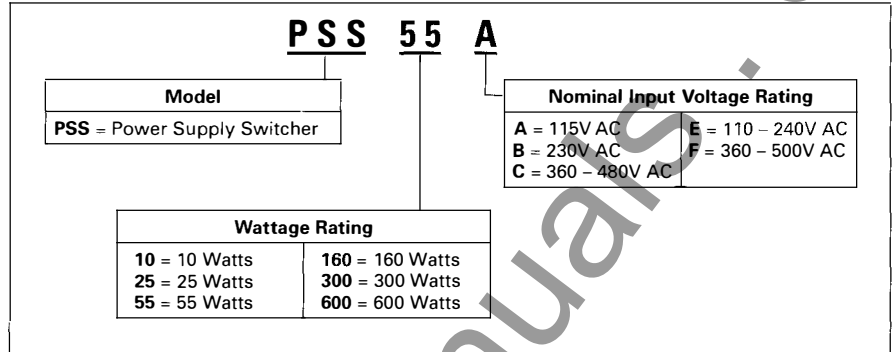 PSS 55 A
Model
PSS = Power Supply Switcher
Nominal Input Voltage Rating
A = 115V AC
B = 230V AC
C = 360 – 480V AC
E = 110 – 240V AC
F = 360 – 500V AC
Wattage Rating
10 = 10 Watts
25 = 25 Watts
55 = 55 Watts
160 = 160 Watts
300 = 300 Watts
600 = 600 Watts